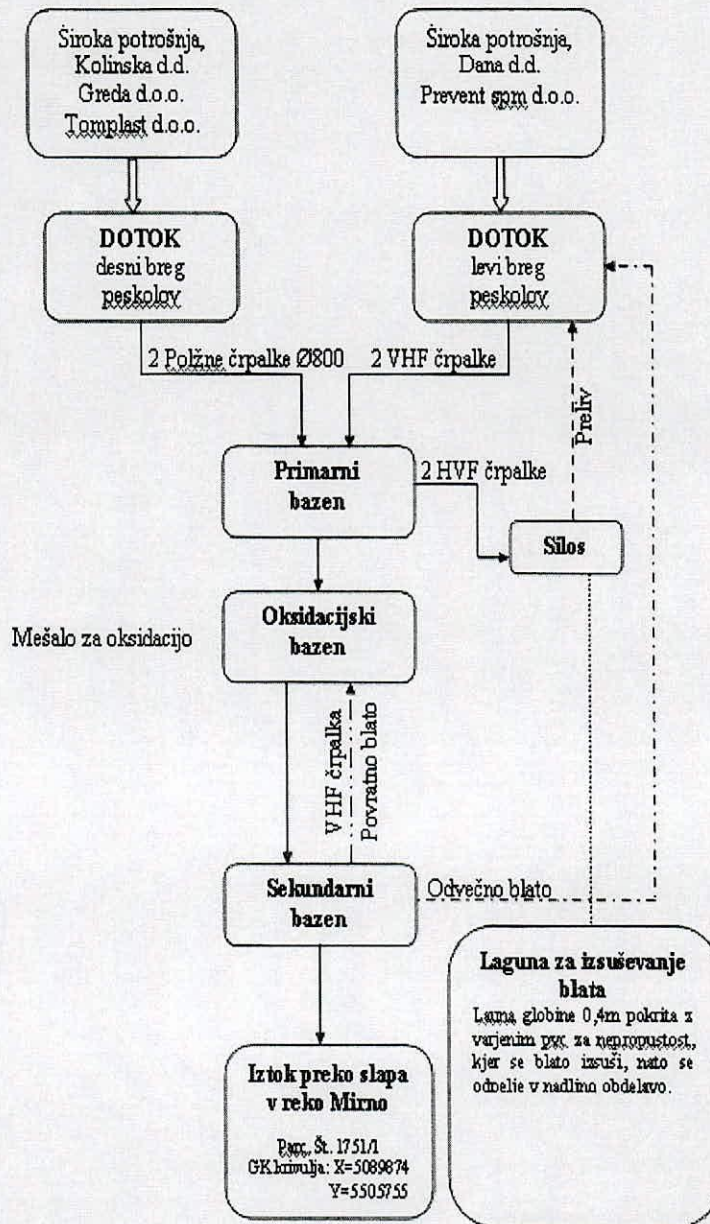 Široka potrošnja,
Kolinska d.d.
Greda d.o.o.
Tomplast d.o.o.
Široka potrošnja,
Dana d.d.
Prevent spm d.o.o.
DOTOK
desni breg
peskolov
DOTOK
levi breg
peskolov
2 Polžne črpalke Ø800
2 VHF črpalke
Preliv
Primarni
bazen
2 HVF črpalke
Silos
Oksidacijski
bazen
Mešalo za oksidacijo
VHF črpalka
Povratno blato
Sekundarni
bazen
Odvečno blato
Laguna za izsuševanje
blata
globine 0,4m pokrita z
varjenim pvc za nepropustost,
kjer se blato izsuši, nato se
v obdelavo.
Iztok preko slapa
v reko Mirno
Parc. Št. 1751/1
GK krivulja: X=5089874
Y=5505755